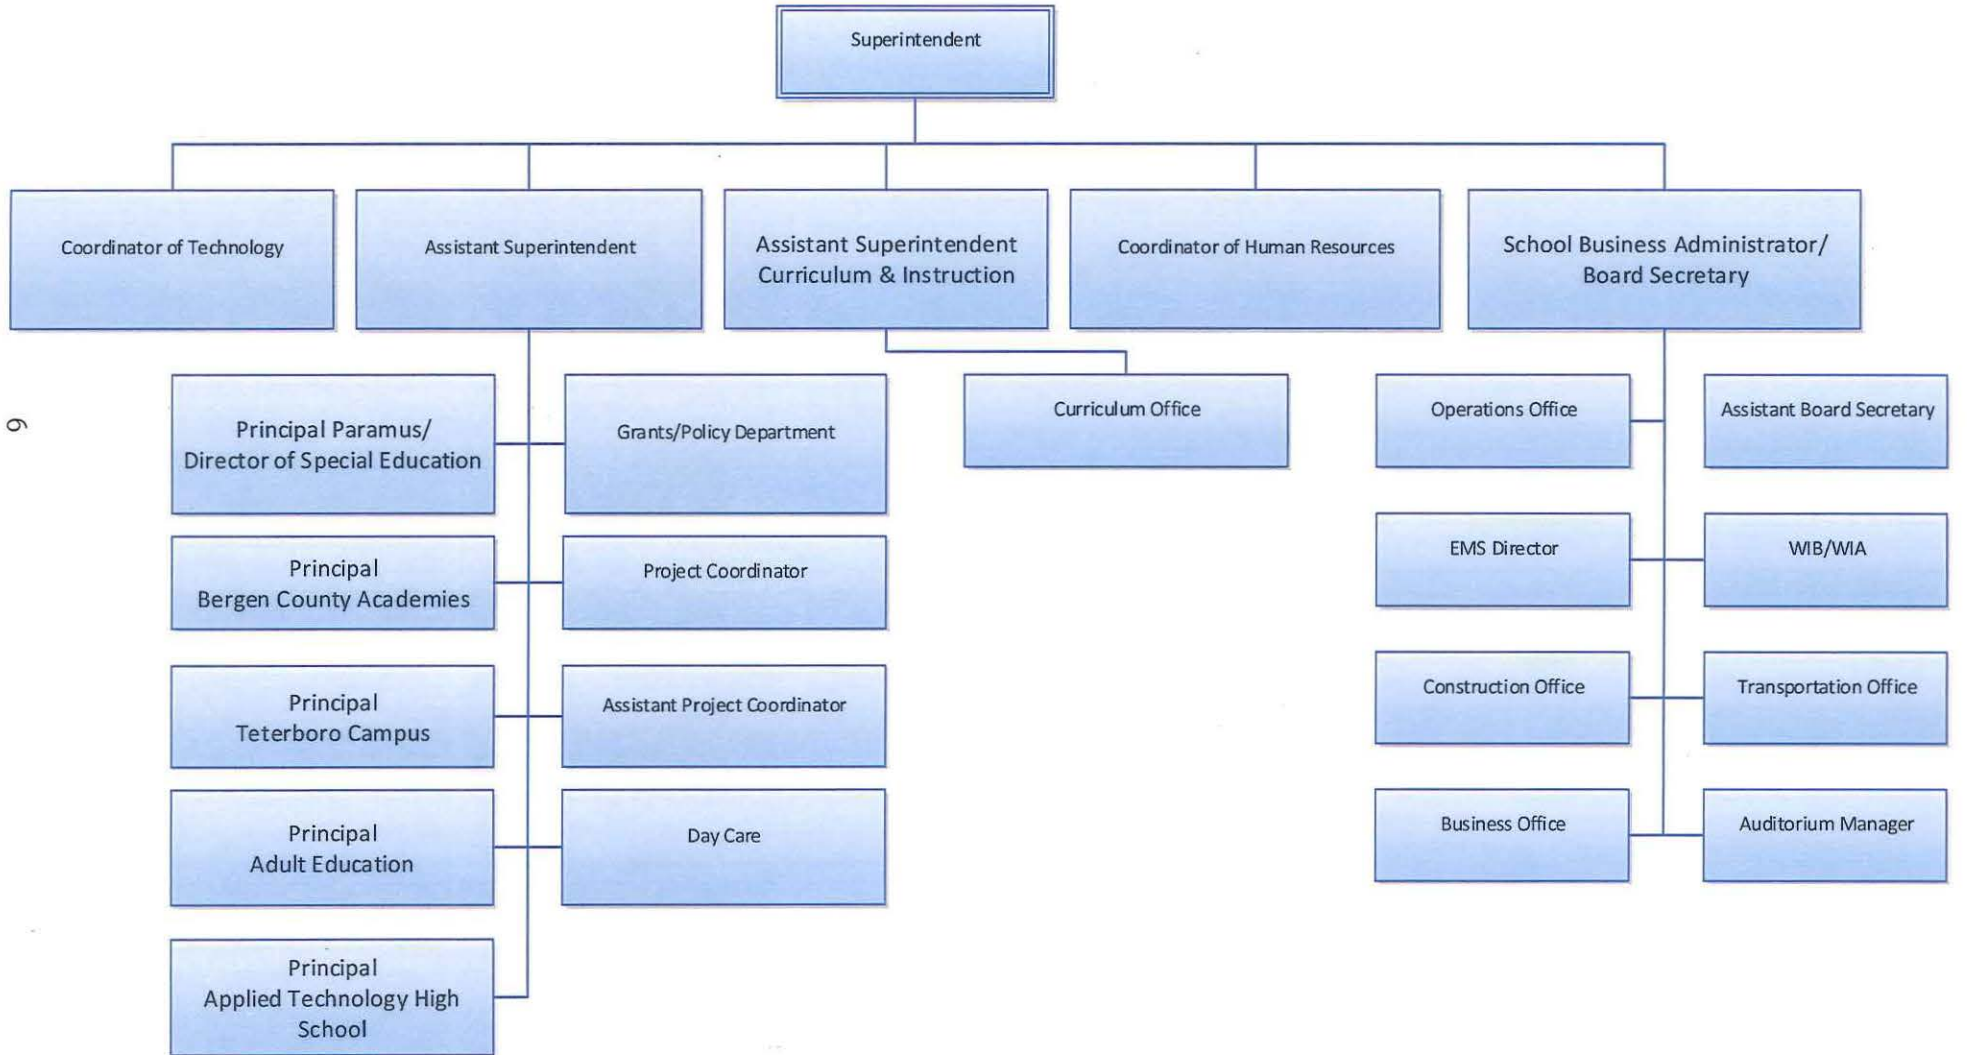 Superintendent
Coordinator of Technology
Assistant Superintendent
Assistant Superintendent
Curriculum & Instruction
Coordinator of Human Resources
School Business Administrator/
Board Secretary
Principal Paramus/
Director of Special Education
Grants/Policy Department
Curriculum Office
Operations Office
Assistant Board Secretary
Principal
Bergen County Academies
Project Coordinator
EMS Director
WIB/WIA
Principal
Teterboro Campus
Assistant Project Coordinator
Construction Office
Transportation Office
Principal
Adult Education
Day Care
Business Office
Auditorium Manager
Principal
Applied Technology High
School
9